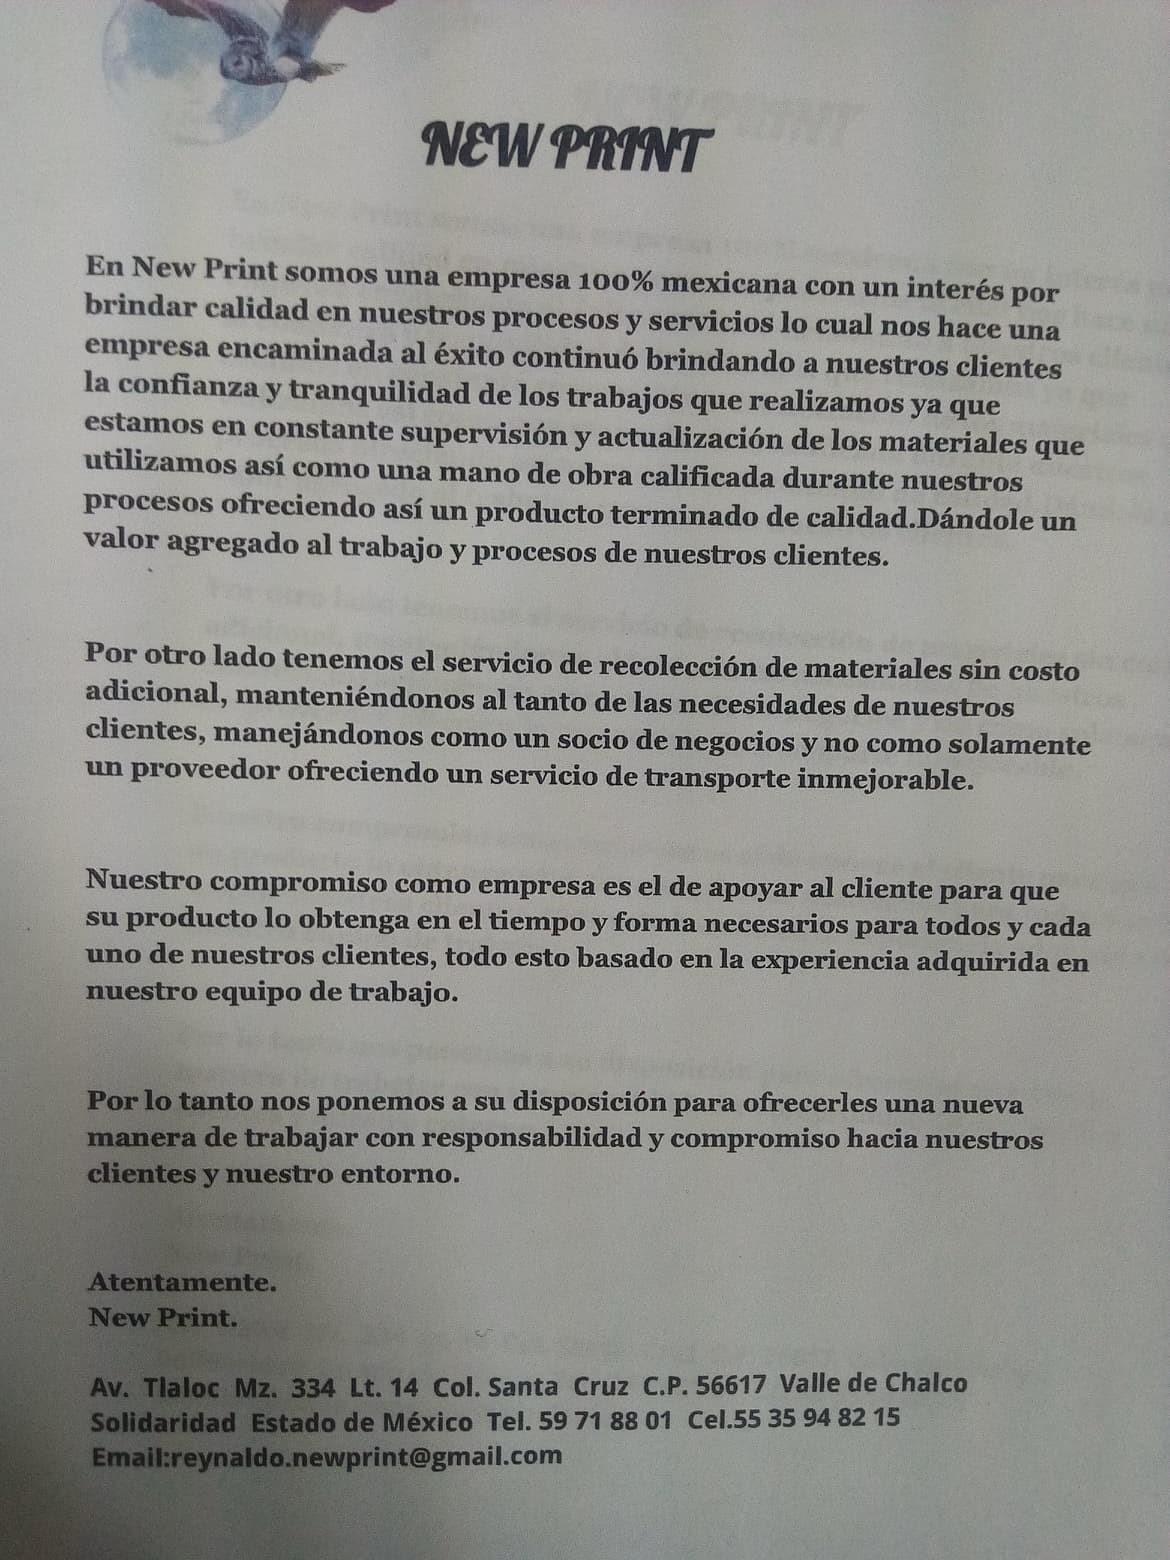 NEW PRINT
En New Print somos una empresa 100% mexicana con un interés por
brindar calidad en nuestros procesos y servicios lo cual nos hace una
empresa encaminada al éxito continuó brindando a nuestros clientes
la confianza y tranquilidad de los trabajos que realizamos ya que
estamos en constante supervisión y actualización de los materiales que
utilizamos así como una mano de obra calificada durante nuestros
procesos ofreciendo así un producto terminado de calidad.Dándole un
valor agregado al trabajo y procesos de nuestros clientes.
Por otro lado tenemos el servicio de recolección de materiales sin costo
adicional, manteniéndonos al tanto de las necesidades de nuestros
clientes, manejándonos como un socio de negocios y no como solamente
un proveedor ofreciendo un servicio de transporte inmejorable.
Nuestro compromiso como empresa es el de apoyar al cliente para que
su producto lo obtenga en el tiempo y forma necesarios para todos y cada
uno de nuestros clientes, todo esto basado en la experiencia adquirida en
nuestro equipo de trabajo.
Por lo tanto nos ponemos a su disposición para ofrecerles una nueva
manera de trabajar con responsabilidad y compromiso hacia nuestros
clientes y nuestro entorno.
Atentamente.
New Print.
Av. Tlaloc Mz. 334 Lt. 14 Col. Santa Cruz C.P. 56617 Valle de Chalco
Solidaridad Estado de México Tel. 59 71 88 01 Cel.55 35 94 82 15
Email:reynaldo.newprint@gmail.com